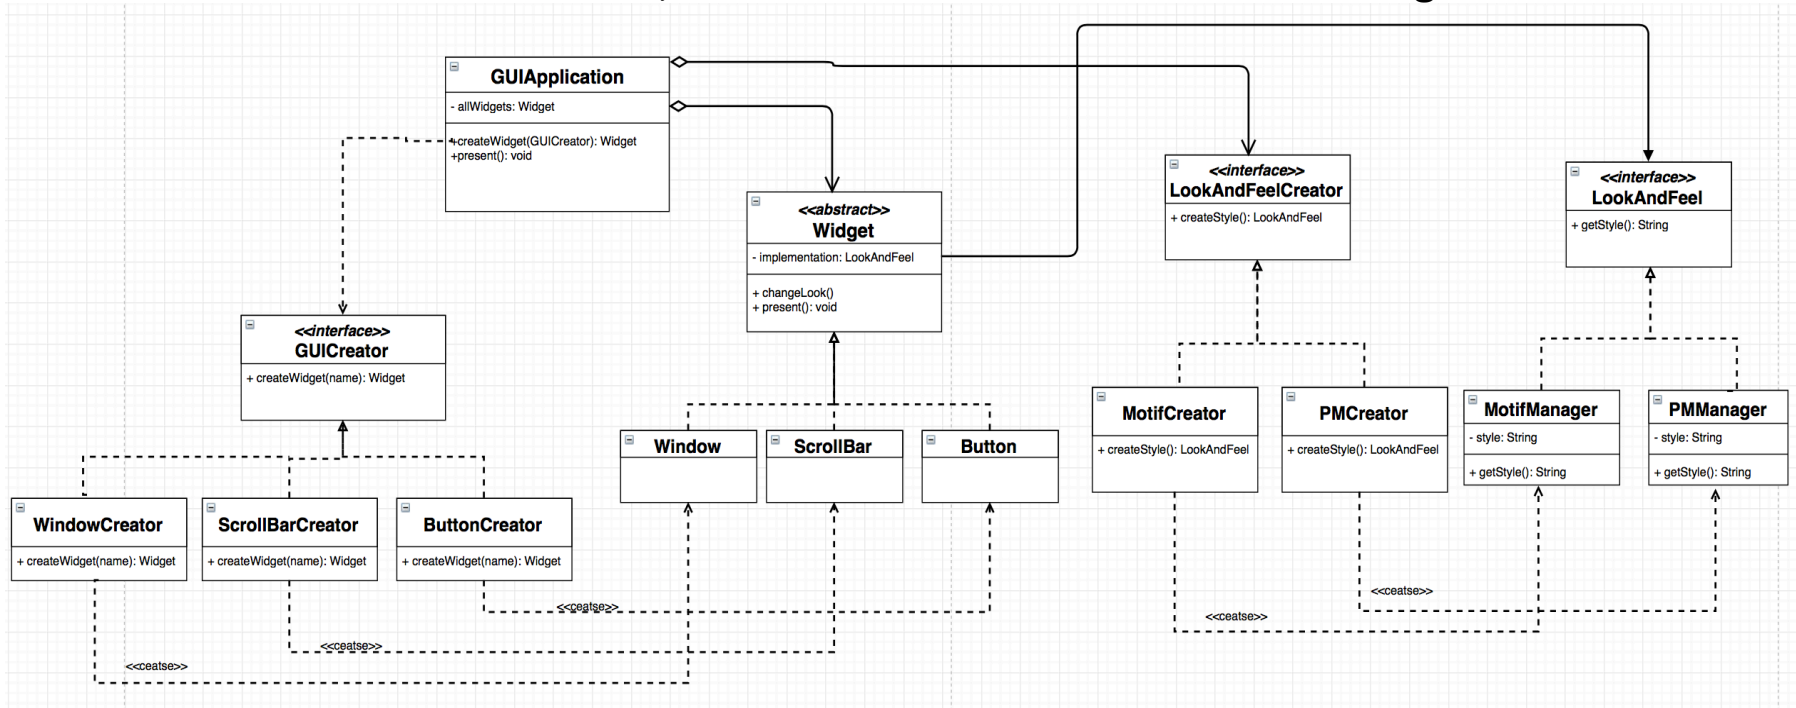 GUIApplication
- allWidgets: Widget
+createWidget(GUICreator): Widget
+present(): void
<<interface>>
LookAndFeelCreator
+ createStyle(): LookAndFeel
<<interface>>
LookAndFeel
+ getStyle(): String
<<abstract>>
Widget
- implementation: LookAndFeel
+ changeLook()
+ present(): void
<<interface>>
GUICreator
+ createWidget(name): Widget
MotifCreator
+ createStyle(): LookAndFeel
PMCreator
+ createStyle(): LookAndFeel
MotifManager
- style: String
+ getStyle(): String
PMManager
- style: String
+ getStyle(): String
Window
ScrollBar
Button
WindowCreator
+ createWidget(name): Widget
ScrollBarCreator
+ createWidget(name): Widget
ButtonCreator
+ createWidget(name): Widget
<<ceatse>>
<<ceatse>>
<<ceatse>>
<<ceatse>>
<<ceatse>>